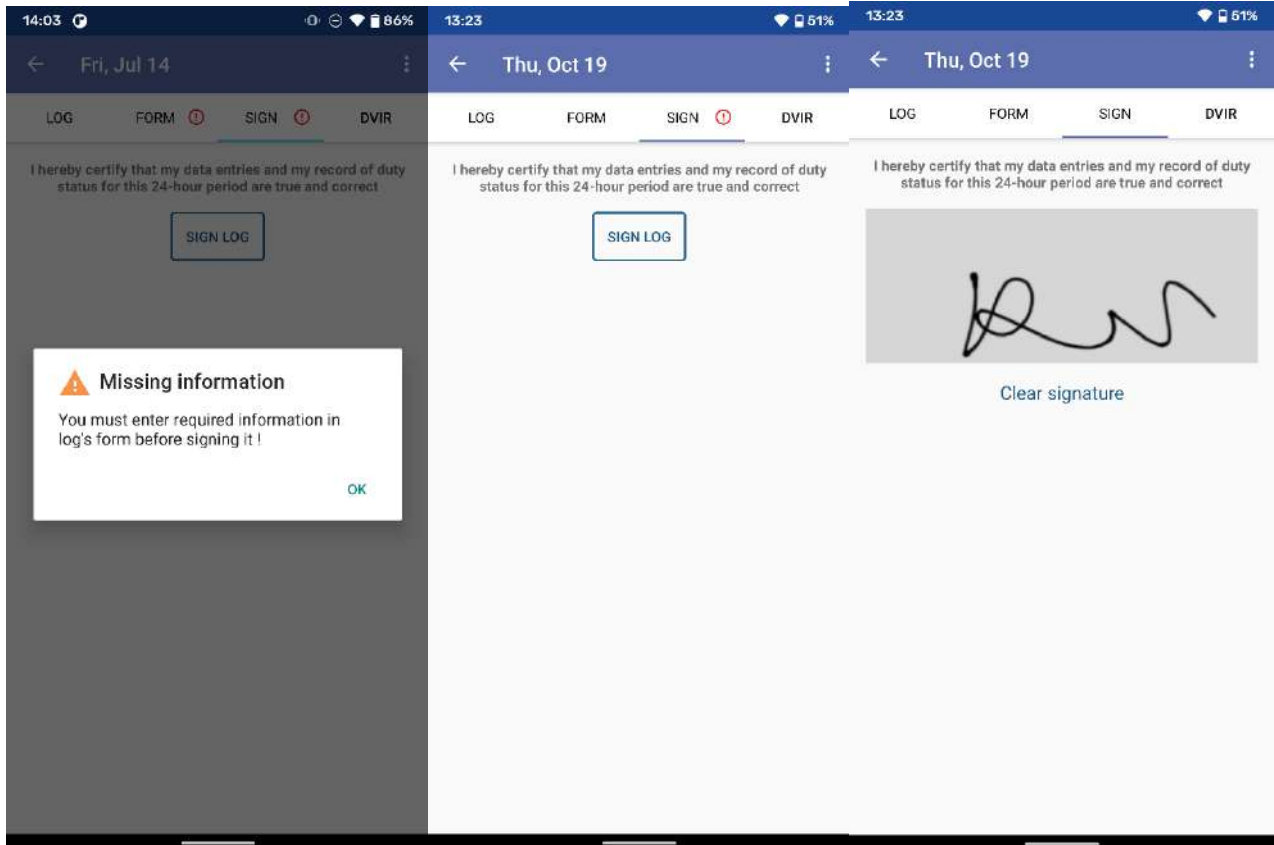 14:03 86%
Fri, Jul 14
LOG FORM SIGN DVIR
I hereby certify that my data entries and my record of duty
status for this 24-hour period are true and correct
SIGN LOG
Missing information
You must enter required information in
log's form before signing it !
OK
13:23 51%
Thu, Oct 19
LOG FORM SIGN DVIR
I hereby certify that my data entries and my record of duty
status for this 24-hour period are true and correct
SIGN LOG
13:23 51%
Thu, Oct 19
LOG FORM SIGN DVIR
I hereby certify that my data entries and my record of duty
status for this 24-hour period are true and correct
Clear signature